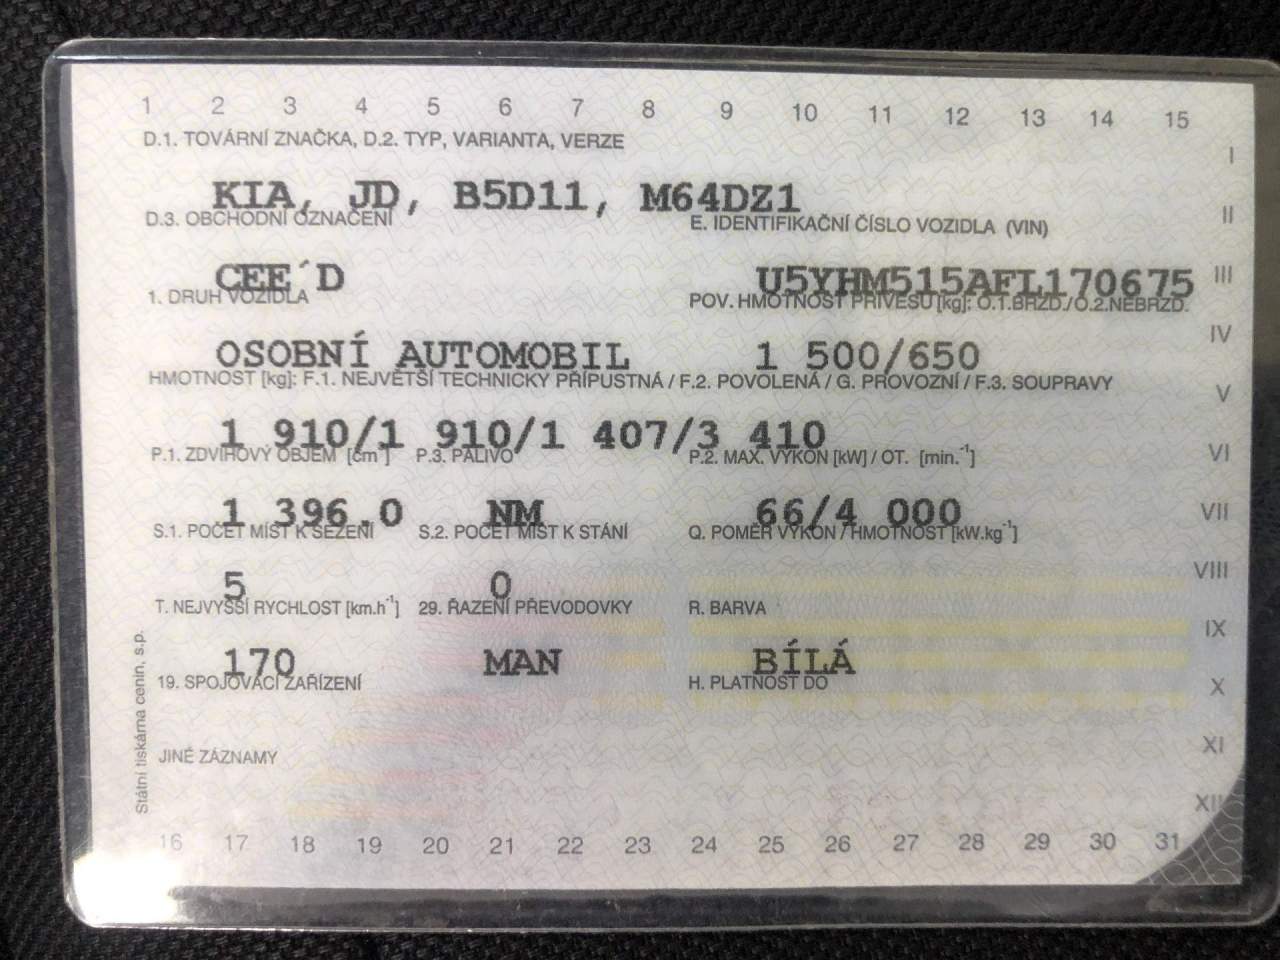 1 2 3 4 5 6 7 8 9 10 11 12 13 14 15
D.1. TOVÁRNÍ ZNAČKA, D.2. TYP, VARIANTA, VERZE
I
KIA, JD, B5D11, M64DZ1
D.3. OBCHODNÍ OZNAČENÍ E. IDENTIFIKAČNÍ ČÍSLO VOZIDLA (VIN)
II
CEE´D U5YHM515AFL170675
III
1. DRUH VOZIDLA POV. HMOTNOST PŘÍVĚSU [kg]: O.1.BRZD./O.2.NEBRZD.
IV
OSOBNÍ AUTOMOBIL 1 500/650
HMOTNOST [kg]: F.1. NEJVĚTŠÍ TECHNICKY PŘÍPUSTNÁ / F.2. POVOLENÁ / G. PROVOZNÍ / F.3. SOUPRAVY
V
1 910/1 910/1 407/3 410
P.1. ZDVIHOVÝ OBJEM [cm³] P.3. PALIVO P.2. MAX. VÝKON [kW] / OT. [min.⁻¹]
VI
1 396.0 NM 66/4 000
VII
S.1. POČET MÍST K SEZENÍ S.2. POČET MÍST K STÁNÍ Q. POMĚR VÝKON / HMOTNOST [kW.kg⁻¹]
VIII
5 0
T. NEJVYŠŠÍ RYCHLOST [km.h⁻¹] 29. ŘAZENÍ PŘEVODOVKY R. BARVA
IX
170 MAN BÍLÁ
19. SPOJOVACÍ ZAŘÍZENÍ H. PLATNOST DO
X
XI
JINÉ ZÁZNAMY
XII
Státní tiskárna cenin, s.p.
16 17 18 19 20 21 22 23 24 25 26 27 28 29 30 31